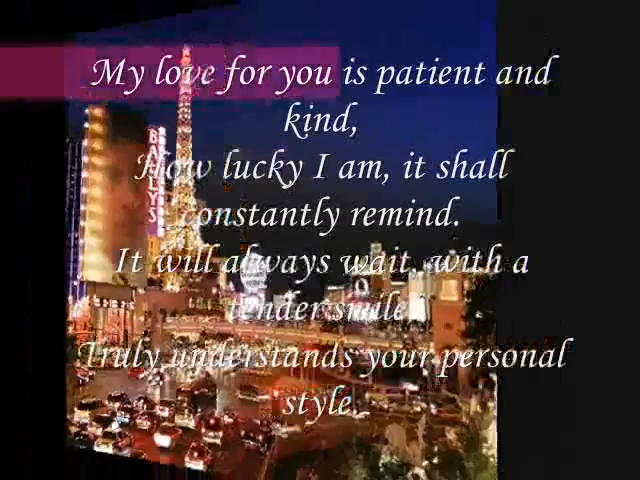 My love for you is patient and
kind,
How lucky I am, it shall
constantly remind.
It will always wait, with a
tender smile
Truly understands your personal
style.
BALLYS